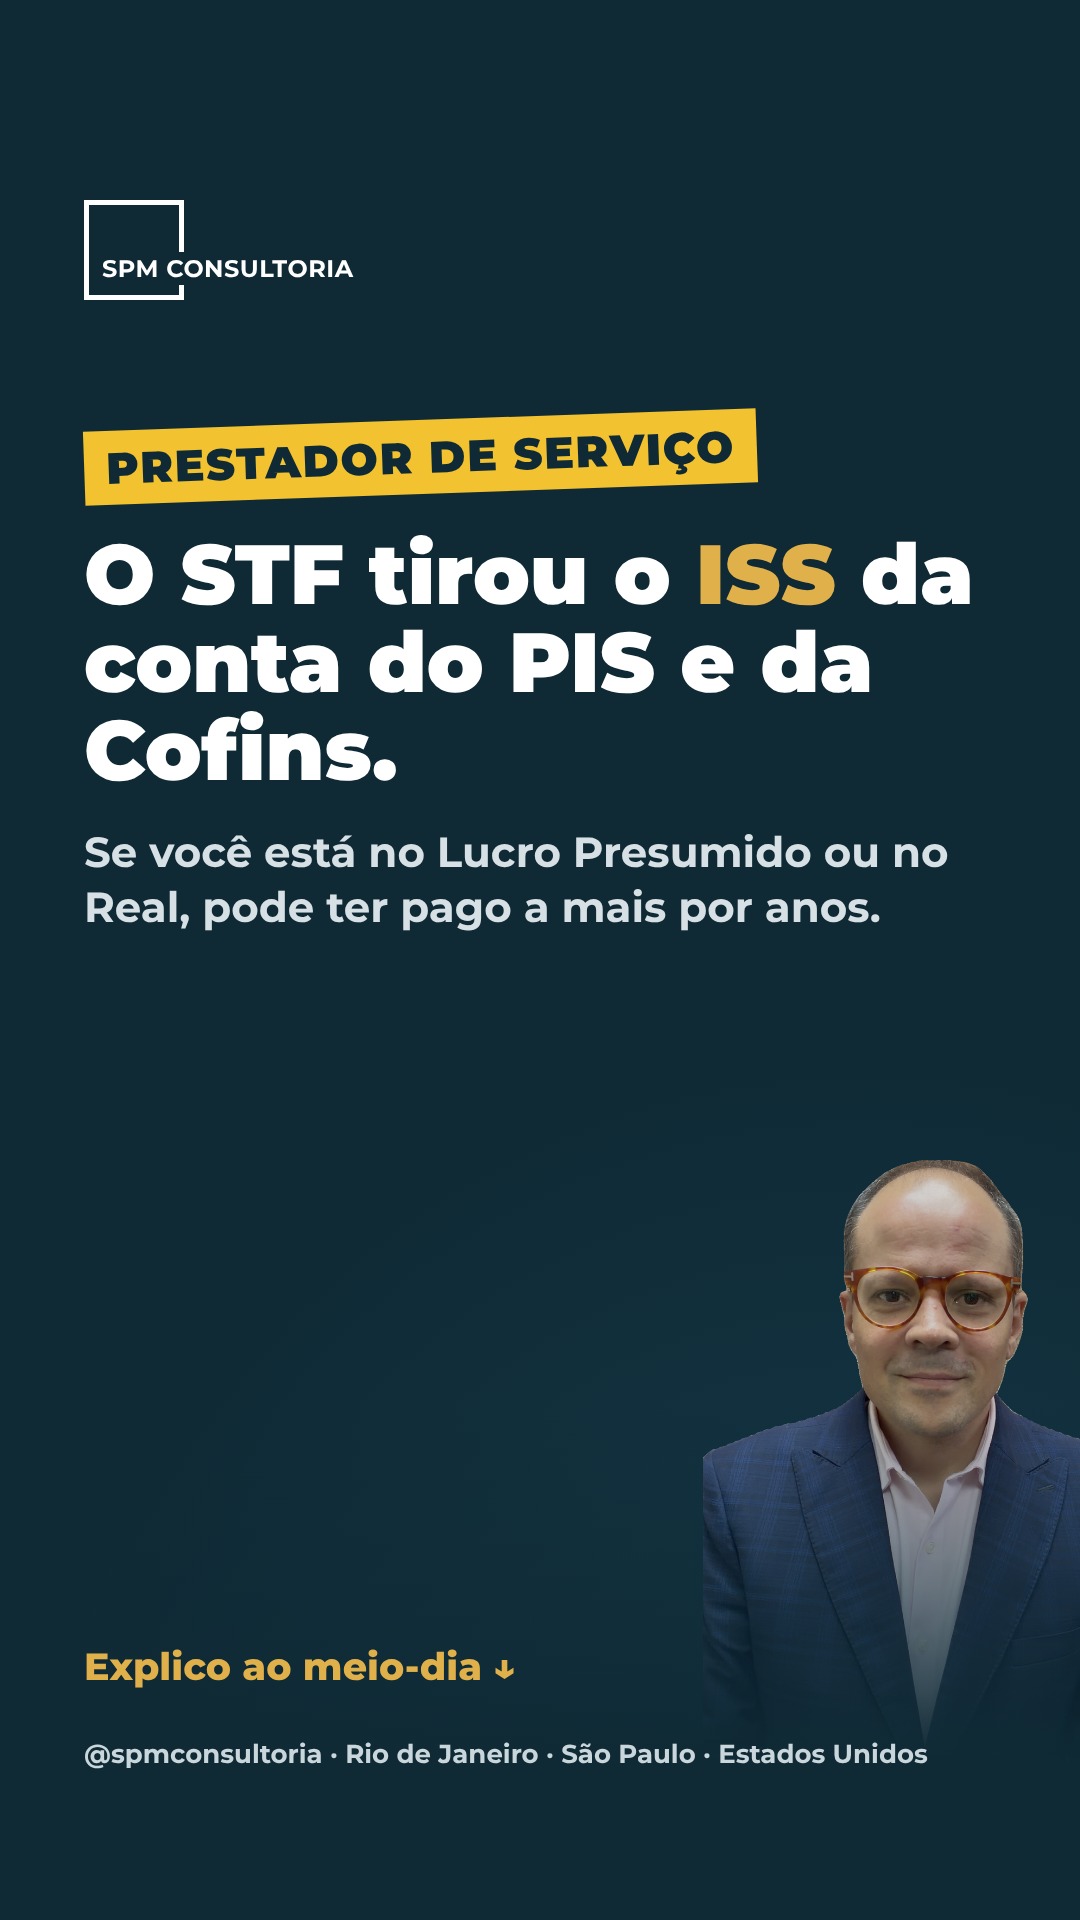 SPM CONSULTORIA
PRESTADOR DE SERVIÇO
O STF tirou o ISS da
conta do PIS e da
Cofins.
Se você está no Lucro Presumido ou no
Real, pode ter pago a mais por anos.
Explico ao meio-dia ↓
@spmconsultoria · Rio de Janeiro · São Paulo · Estados Unidos